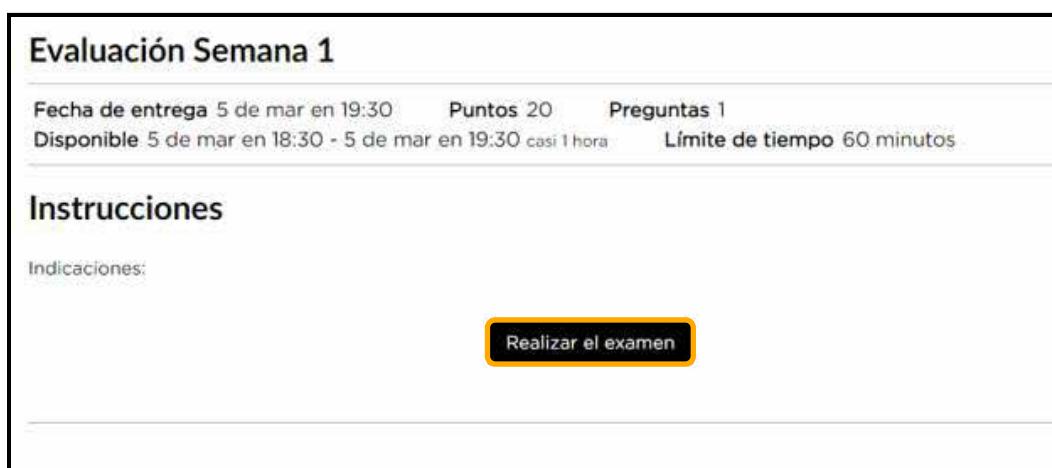 Evaluación Semana 1
Fecha de entrega 5 de mar en 19:30 Puntos 20 Preguntas 1
Disponible 5 de mar en 18:30 - 5 de mar en 19:30 casi 1 hora Límite de tiempo 60 minutos
Instrucciones
Indicaciones:
Realizar el examen